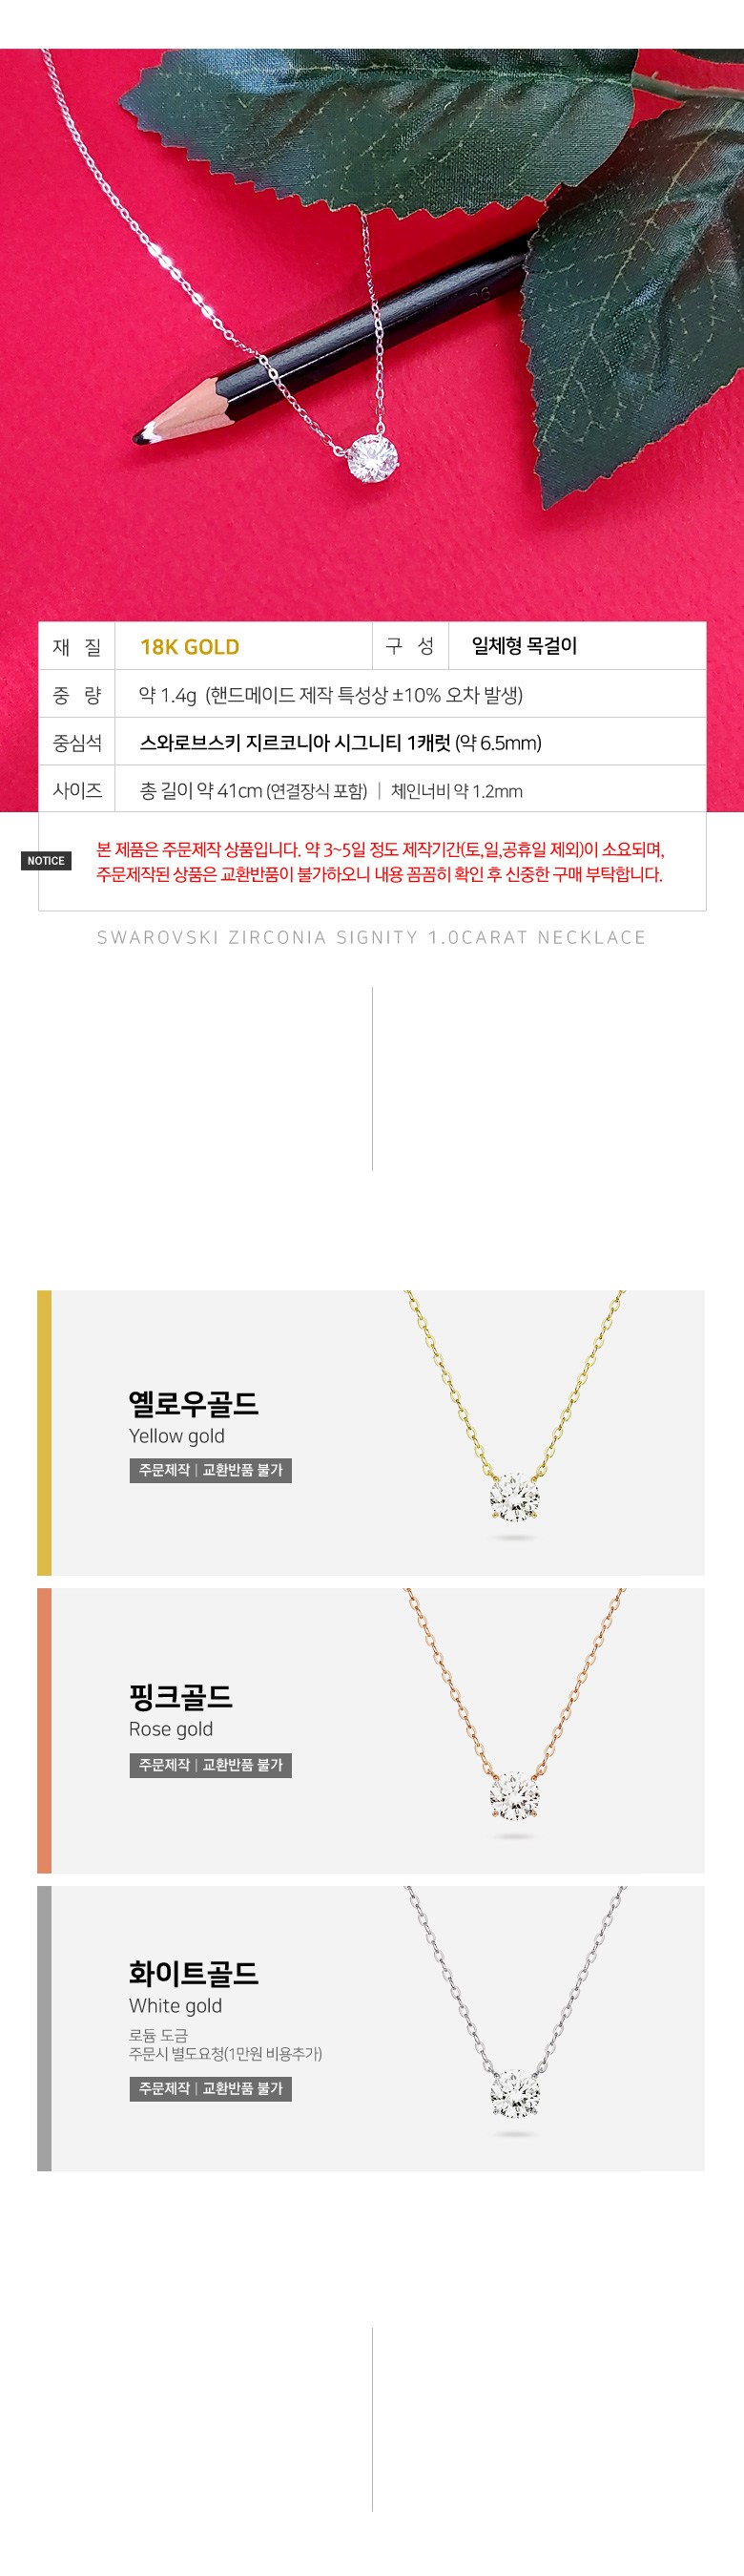 재 질 18K GOLD 구 성 일체형 목걸이
중 량 약 1.4g (핸드메이드 제작 특성상 ±10% 오차 발생)
중심석 스와로브스키 지르코니아 시그니티 1캐럿 (약 6.5mm)
사이즈 총 길이 약 41cm (연결장식 포함) | 체인너비 약 1.2mm
NOTICE 본 제품은 주문제작 상품입니다. 약 3~5일 정도 제작기간(토,일,공휴일 제외)이 소요되며,
주문제작된 상품은 교환반품이 불가하오니 내용 꼼꼼히 확인 후 신중한 구매 부탁합니다.
SWAROVSKI ZIRCONIA SIGNITY 1.0CARAT NECKLACE
옐로우골드
Yellow gold
주문제작 | 교환반품 불가
핑크골드
Rose gold
주문제작 | 교환반품 불가
화이트골드
White gold
로듐 도금
주문시 별도요청(1만원 비용추가)
주문제작 | 교환반품 불가